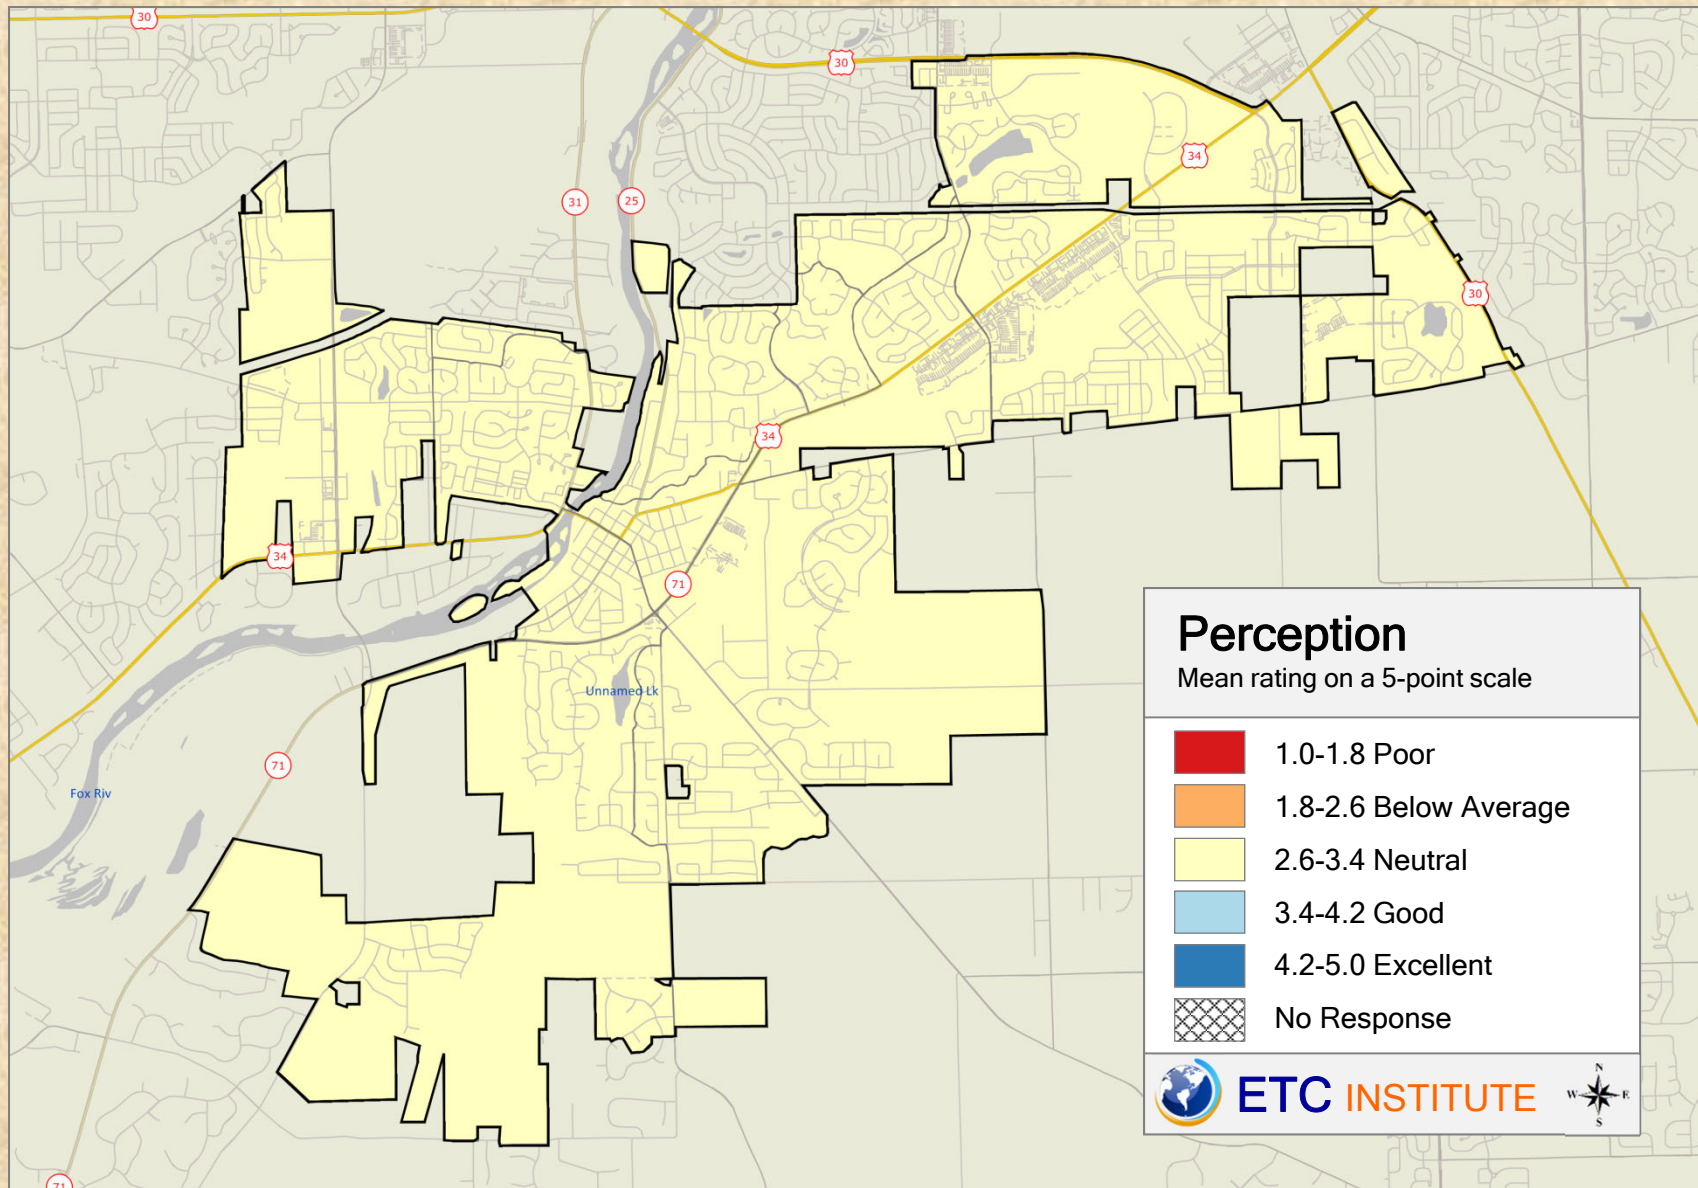 30
30
34
31
25
30
34
34
71
Unnamed Lk
71
Fox Riv
71
Perception
Mean rating on a 5-point scale
1.0-1.8 Poor
1.8-2.6 Below Average
2.6-3.4 Neutral
3.4-4.2 Good
4.2-5.0 Excellent
No Response
ETC INSTITUTE
N
W E
S